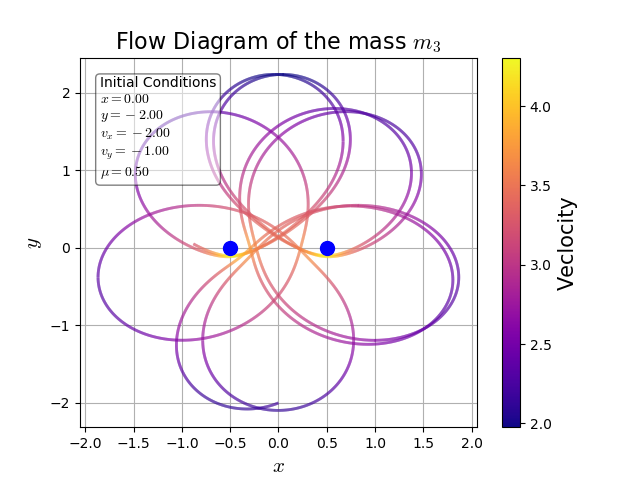 Flow Diagram of the mass m₃
Initial Conditions
x = 0.00
y = −2.00
vₓ = −2.00
v_y = −1.00
μ = 0.50
2
1
0
−1
−2
y
−2.0 −1.5 −1.0 −0.5 0.0 0.5 1.0 1.5 2.0
x
4.0
3.5
3.0
2.5
2.0
Veclocity